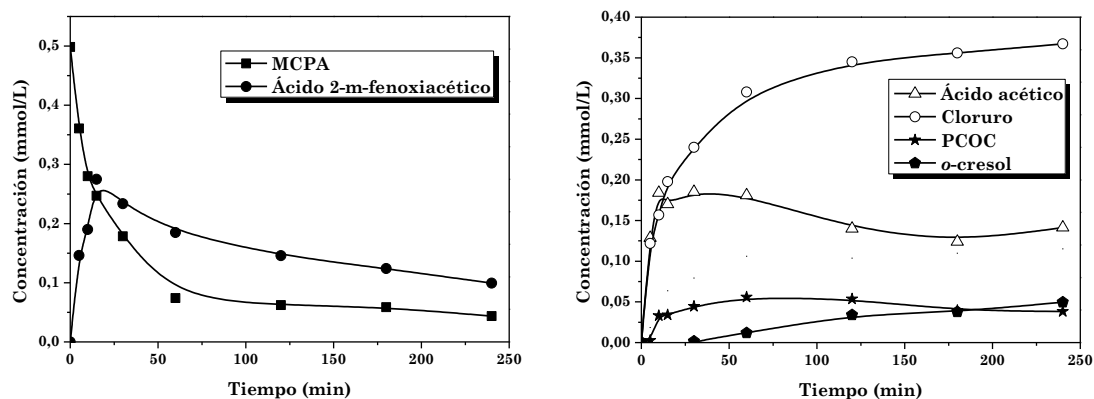 0,5
0,4
0,3
0,2
0,1
0,0
Concentración (mmol/L)
MCPA
Ácido 2-m-fenoxiacético
0 50 100 150 200 250
Tiempo (min)
0,40
0,35
0,30
0,25
0,20
0,15
0,10
0,05
0,00
Concentración (mmol/L)
Ácido acético
Cloruro
PCOC
o-cresol
0 50 100 150 200 250
Tiempo (min)